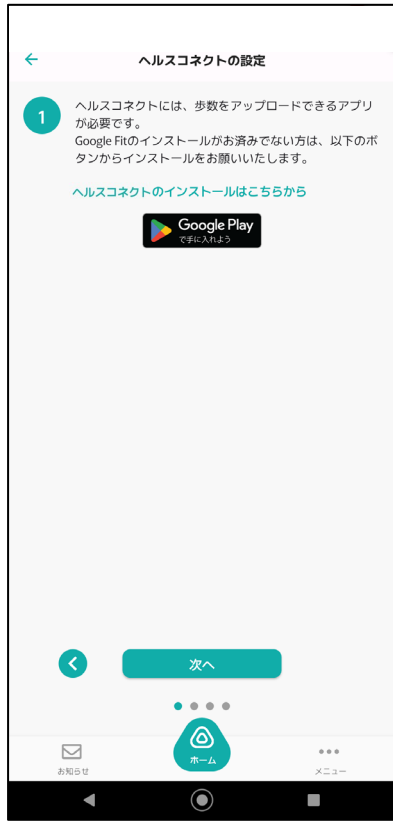 ヘルスコネクトの設定
1
ヘルスコネクトには、歩数をアップロードできるアプリ
が必要です。
Google Fitのインストールがお済みでない方は、以下のボ
タンからインストールをお願いいたします。
ヘルスコネクトのインストールはこちらから
Google Play
で手に入れよう
次へ
お知らせ
ホーム
メニュー